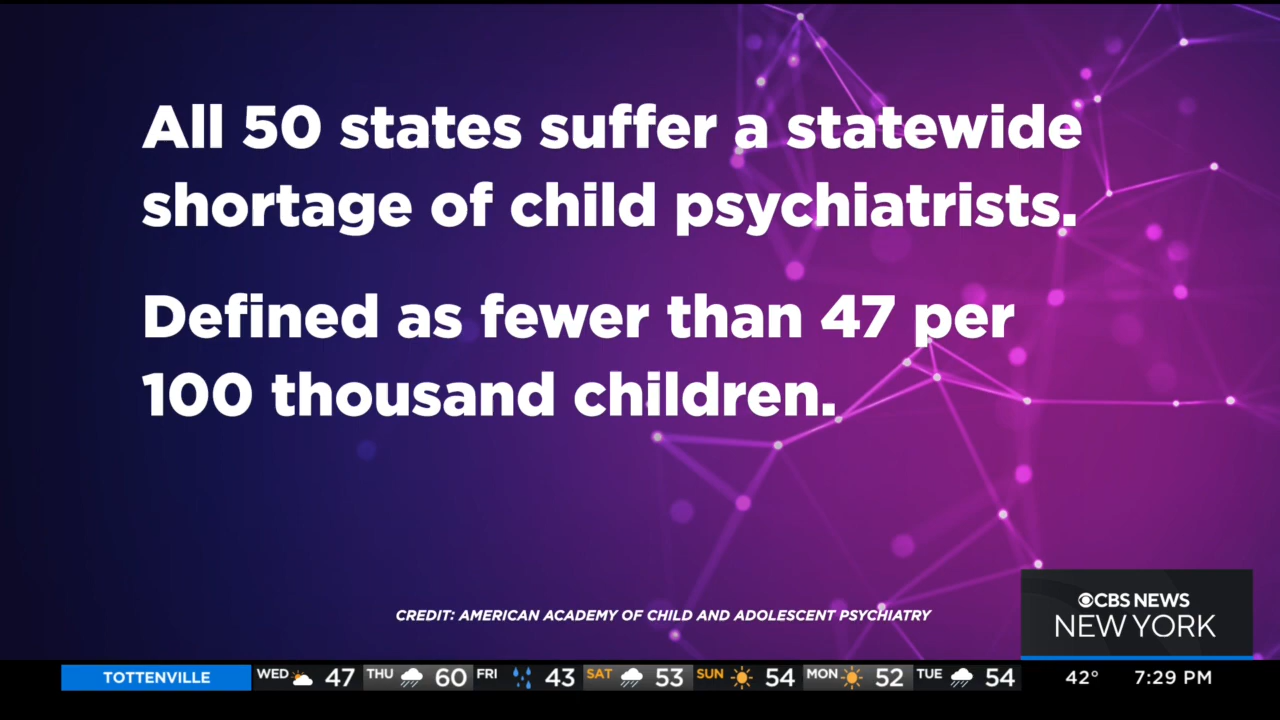 All 50 states suffer a statewide
shortage of child psychiatrists.
Defined as fewer than 47 per
100 thousand children.
CREDIT: AMERICAN ACADEMY OF CHILD AND ADOLESCENT PSYCHIATRY
CBS NEWS
NEW YORK
TOTTENVILLE WED 47 THU 60 FRI 43 SAT 53 SUN 54 MON 52 TUE 54 42° 7:29 PM